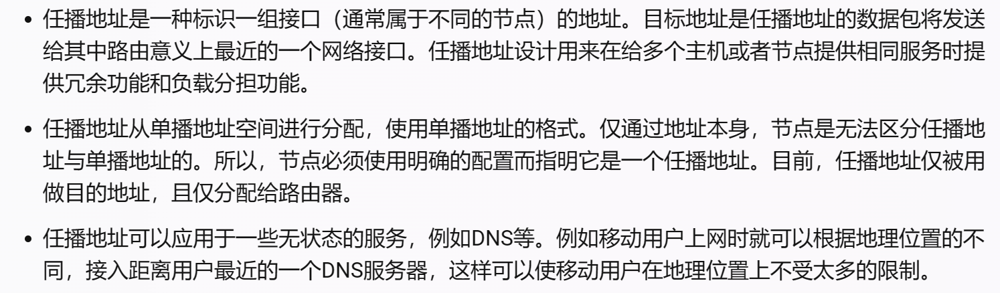 • 任播地址是一种标识一组接口（通常属于不同的节点）的地址。目标地址是任播地址的数据包将发送
给其中路由意义上最近的一个网络接口。任播地址设计用来在给多个主机或者节点提供相同服务时提
供冗余功能和负载分担功能。
• 任播地址从单播地址空间进行分配，使用单播地址的格式。仅通过地址本身，节点是无法区分任播地
址与单播地址的。所以，节点必须使用明确的配置而指明它是一个任播地址。目前，任播地址仅被用
做目的地址，且仅分配给路由器。
• 任播地址可以应用于一些无状态的服务，例如DNS等。例如移动用户上网时就可以根据地理位置的不
同，接入距离用户最近的一个DNS服务器，这样可以使移动用户在地理位置上不受太多的限制。